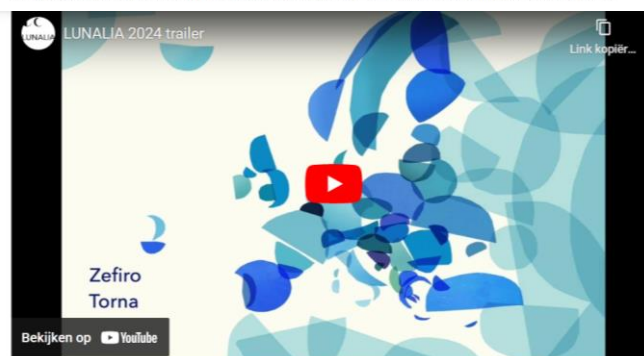 LUNALIA
LUNALIA 2024 trailer
Link kopiër...
Zefiro
Torna
Bekijken op YouTube